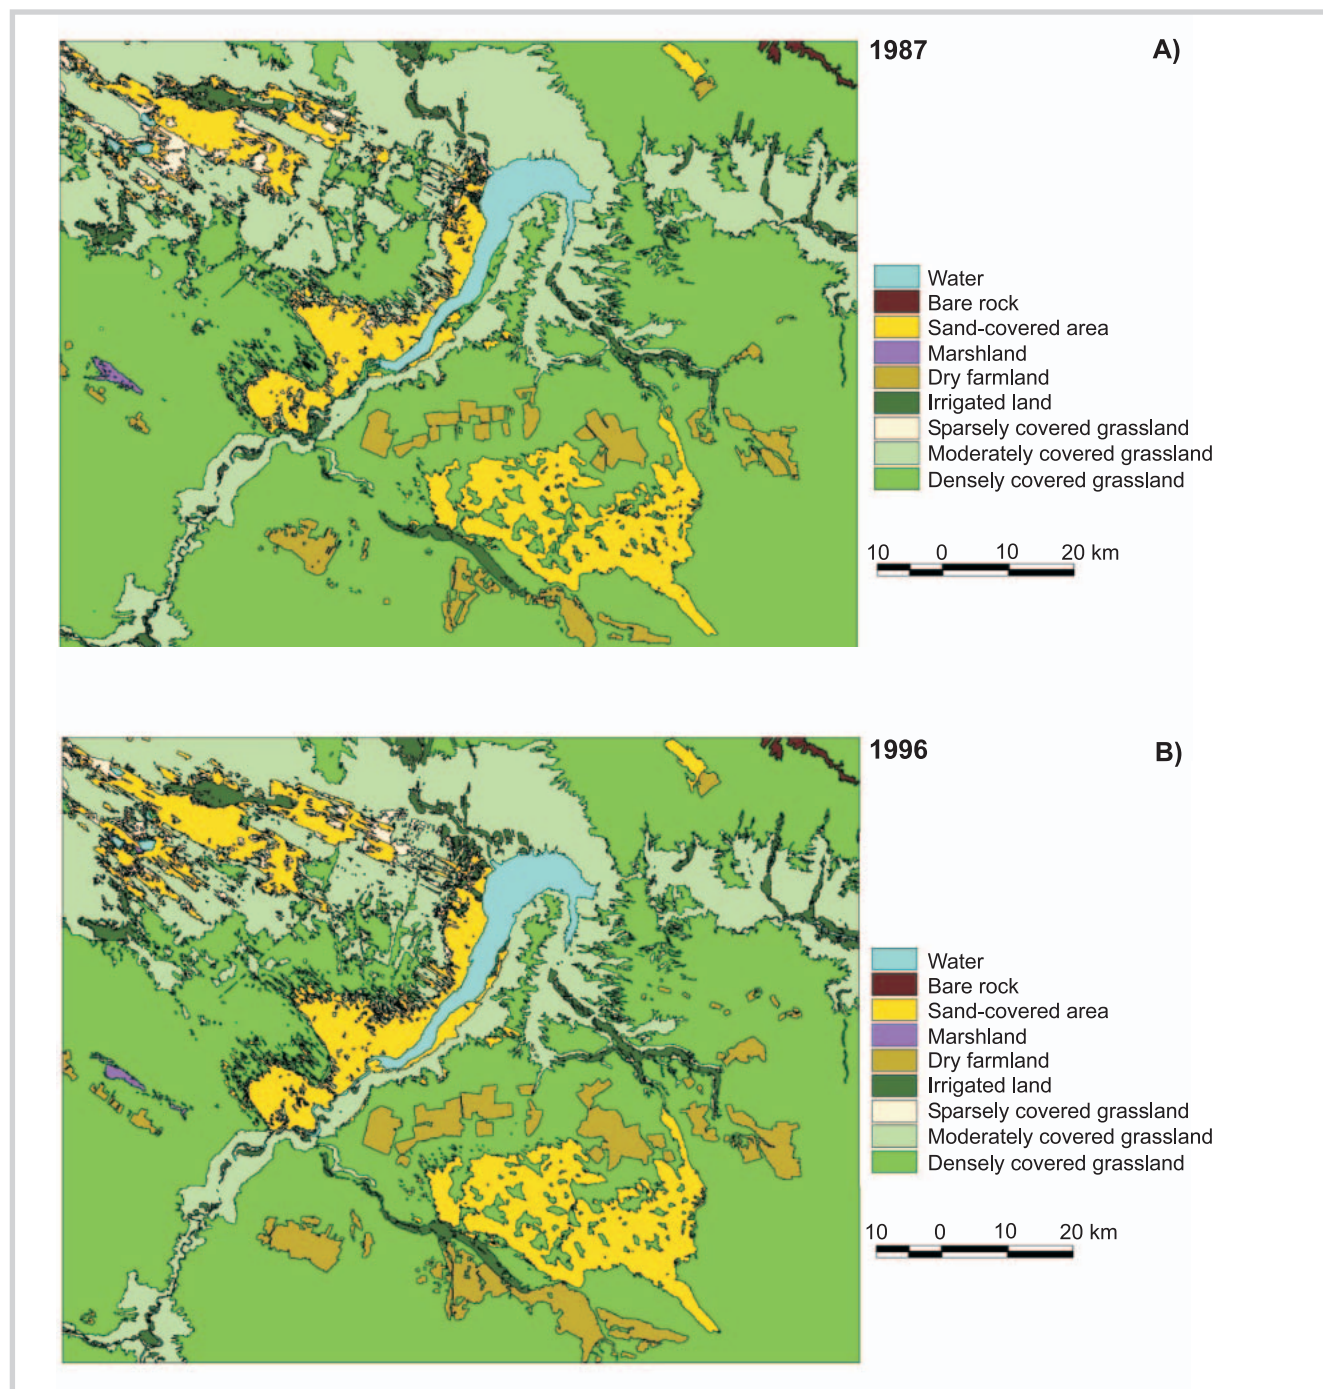 1987 A)
Water
Bare rock
Sand-covered area
Marshland
Dry farmland
Irrigated land
Sparsely covered grassland
Moderately covered grassland
Densely covered grassland
10 0 10 20 km
1996 B)
Water
Bare rock
Sand-covered area
Marshland
Dry farmland
Irrigated land
Sparsely covered grassland
Moderately covered grassland
Densely covered grassland
10 0 10 20 km